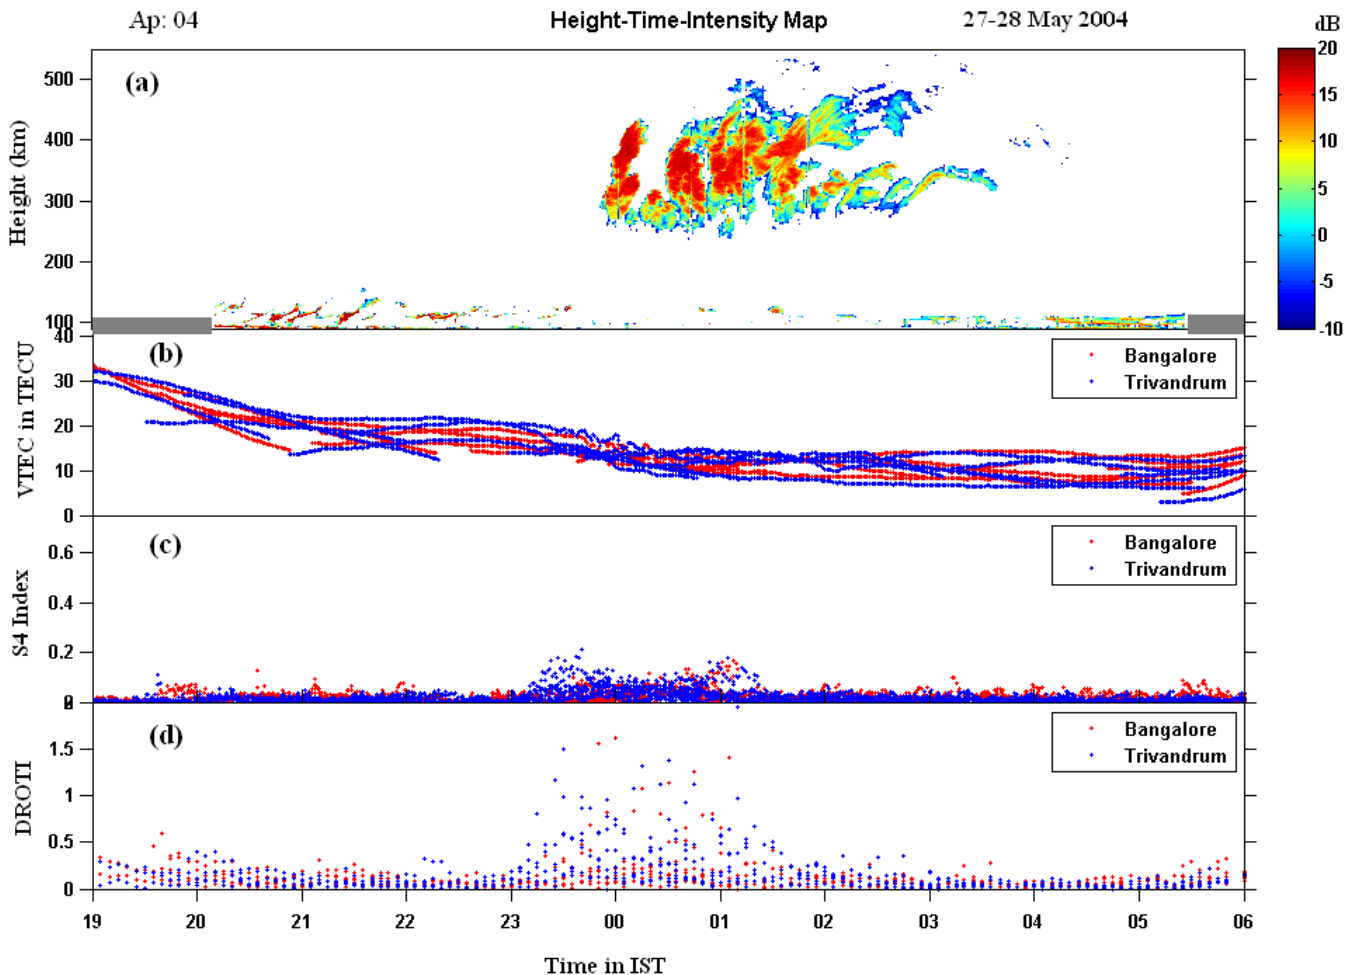 Ap: 04 Height-Time-Intensity Map 27-28 May 2004 dB
(a)
Height (km)
500
400
300
200
100
20
15
10
5
0
-5
-10
(b)
VTEC in TECU
40
30
20
10
0
Bangalore
Trivandrum
(c)
S4 Index
0.6
0.4
0.2
Bangalore
Trivandrum
(d)
DROTI
2
1.5
1
0.5
0
Bangalore
Trivandrum
19 20 21 22 23 00 01 02 03 04 05 06
Time in IST